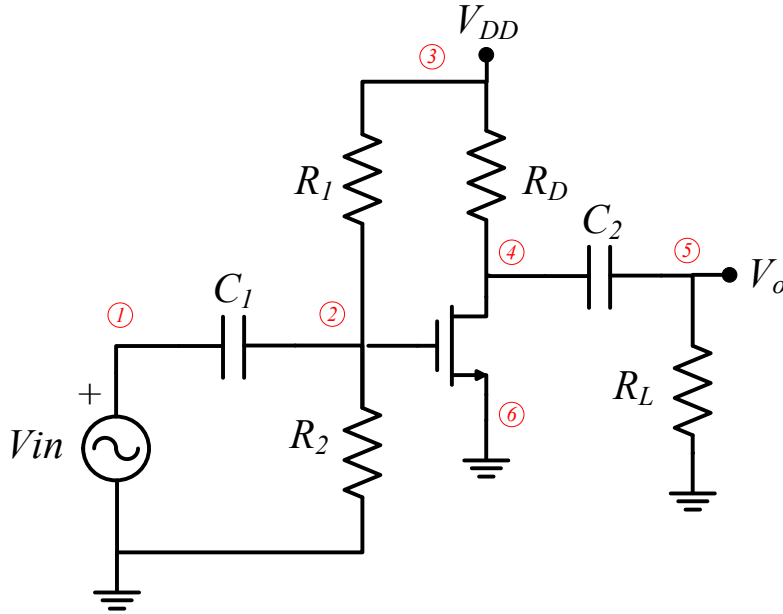 V_DD
③
R_1
R_D
C_2
④
⑤
V_o
C_1
①
②
+
R_L
⑥
Vin
R_2